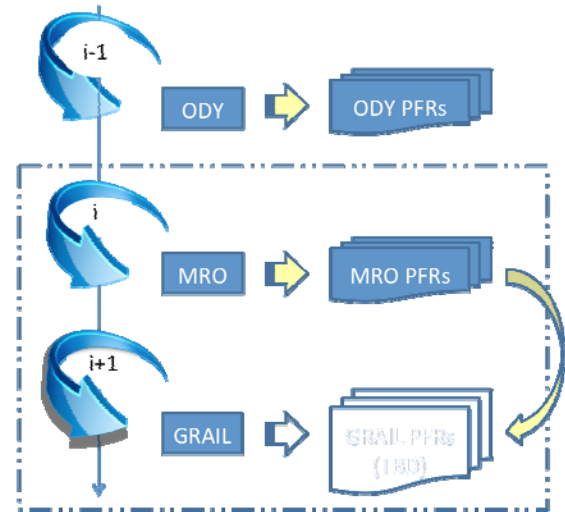 i-1
ODY
ODY PFRs
i
MRO
MRO PFRs
i+1
GRAIL
GRAIL PFRs
(TBD)